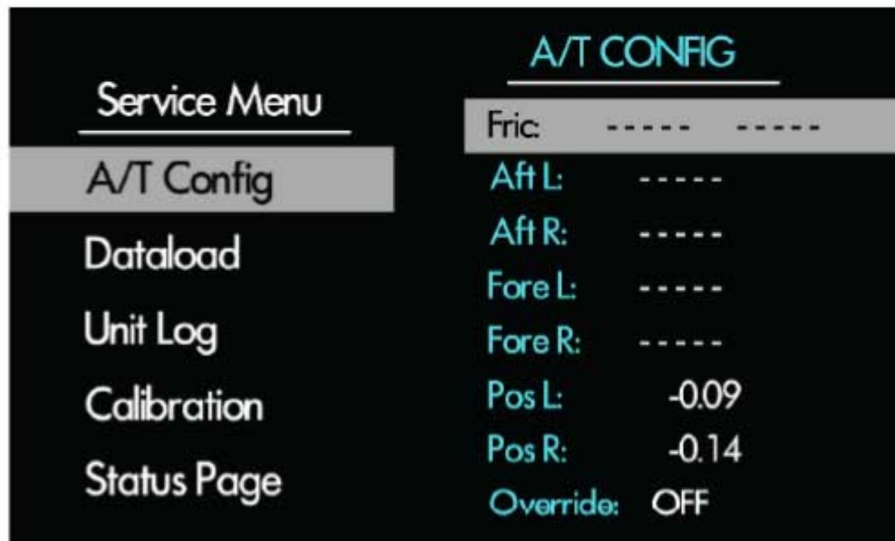 Service Menu
A/T Config
Dataload
Unit Log
Calibration
Status Page
A/T CONFIG
Fric: - - - - - - - - - -
Aft L: - - - - -
Aft R: - - - - -
Fore L: - - - - -
Fore R: - - - - -
Pos L: -0.09
Pos R: -0.14
Override: OFF